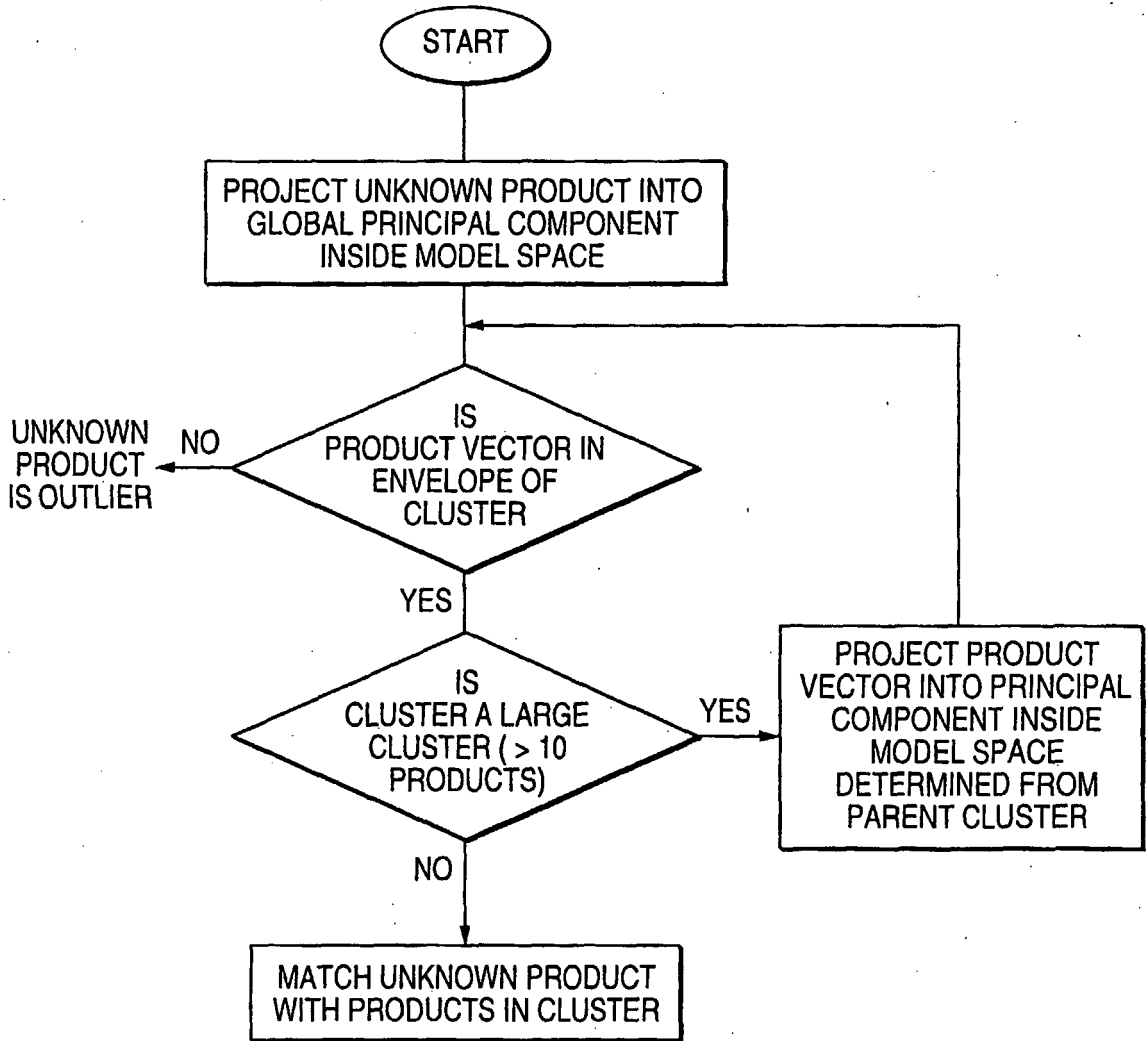 START
PROJECT UNKNOWN PRODUCT INTO
GLOBAL PRINCIPAL COMPONENT
INSIDE MODEL SPACE
IS
PRODUCT VECTOR IN
ENVELOPE OF
CLUSTER
NO
UNKNOWN
PRODUCT
IS OUTLIER
YES
IS
CLUSTER A LARGE
CLUSTER ( > 10
PRODUCTS)
YES
PROJECT PRODUCT
VECTOR INTO PRINCIPAL
COMPONENT INSIDE
MODEL SPACE
DETERMINED FROM
PARENT CLUSTER
NO
MATCH UNKNOWN PRODUCT
WITH PRODUCTS IN CLUSTER